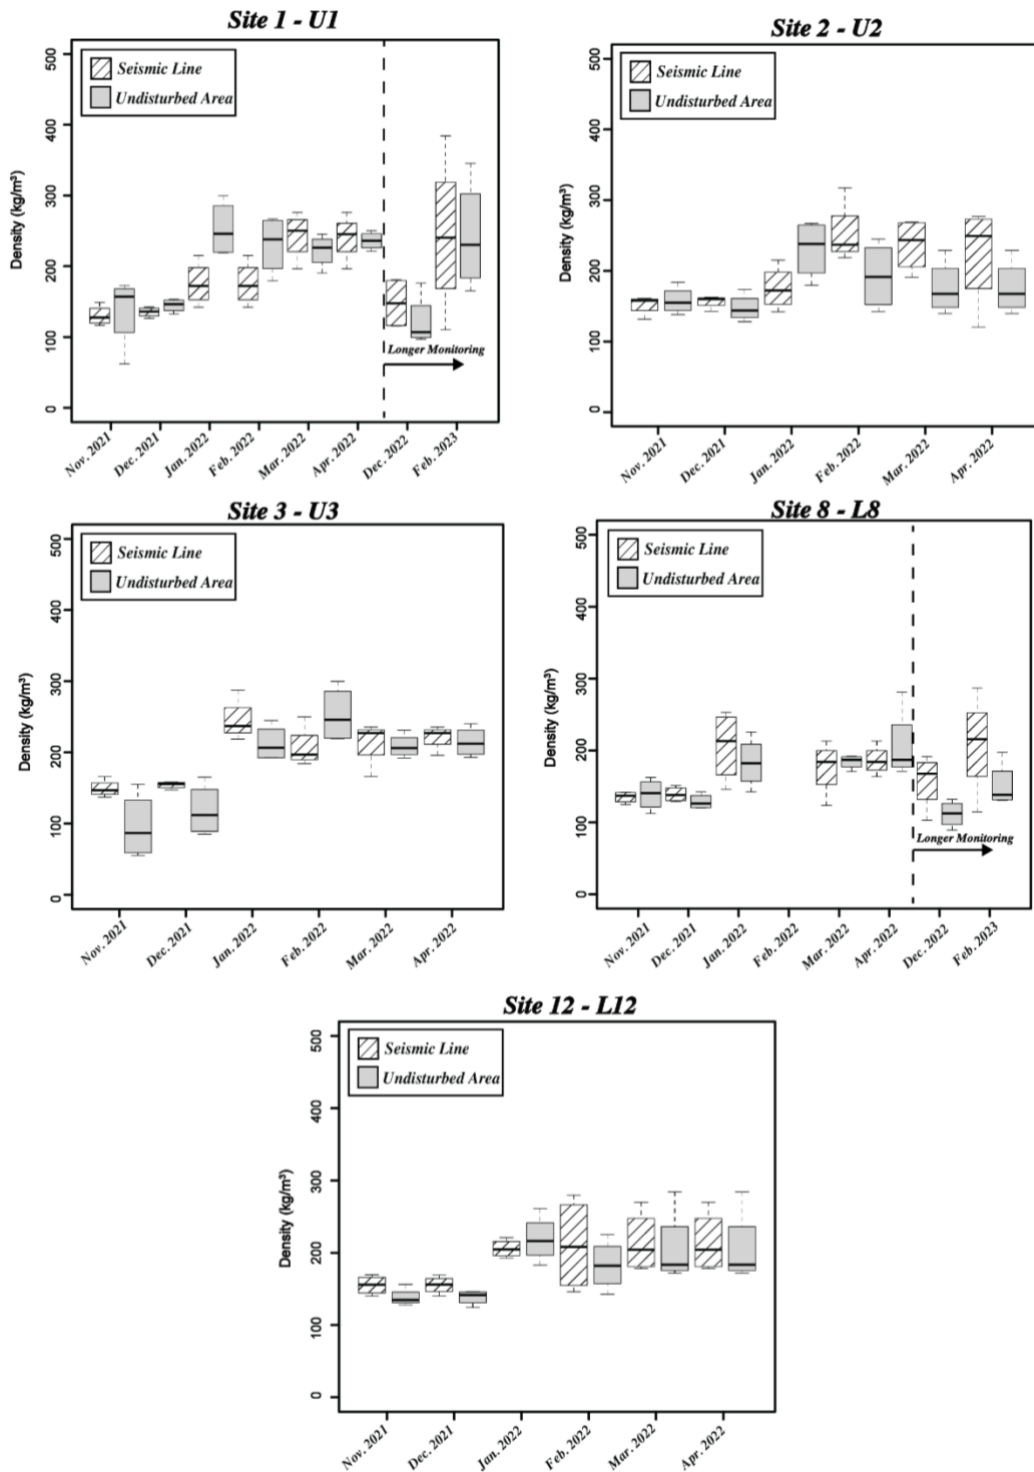 Site 1 - U1
Seismic Line
Undisturbed Area
Density (kg/m³)
500
400
300
200
100
0
Longer Monitoring
Nov. 2021
Dec. 2021
Jan. 2022
Feb. 2022
Mar. 2022
Apr. 2022
Dec. 2022
Feb. 2023
Site 2 - U2
Seismic Line
Undisturbed Area
Density (kg/m³)
500
400
300
200
100
0
Nov. 2021
Dec. 2021
Jan. 2022
Feb. 2022
Mar. 2022
Apr. 2022
Site 3 - U3
Seismic Line
Undisturbed Area
Density (kg/m³)
500
400
300
200
100
0
Nov. 2021
Dec. 2021
Jan. 2022
Feb. 2022
Mar. 2022
Apr. 2022
Site 8 - L8
Seismic Line
Undisturbed Area
Density (kg/m³)
500
400
300
200
100
0
Longer Monitoring
Nov. 2021
Dec. 2021
Jan. 2022
Feb. 2022
Mar. 2022
Apr. 2022
Dec. 2022
Feb. 2023
Site 12 - L12
Seismic Line
Undisturbed Area
Density (kg/m³)
500
400
300
200
100
0
Nov. 2021
Dec. 2021
Jan. 2022
Feb. 2022
Mar. 2022
Apr. 2022